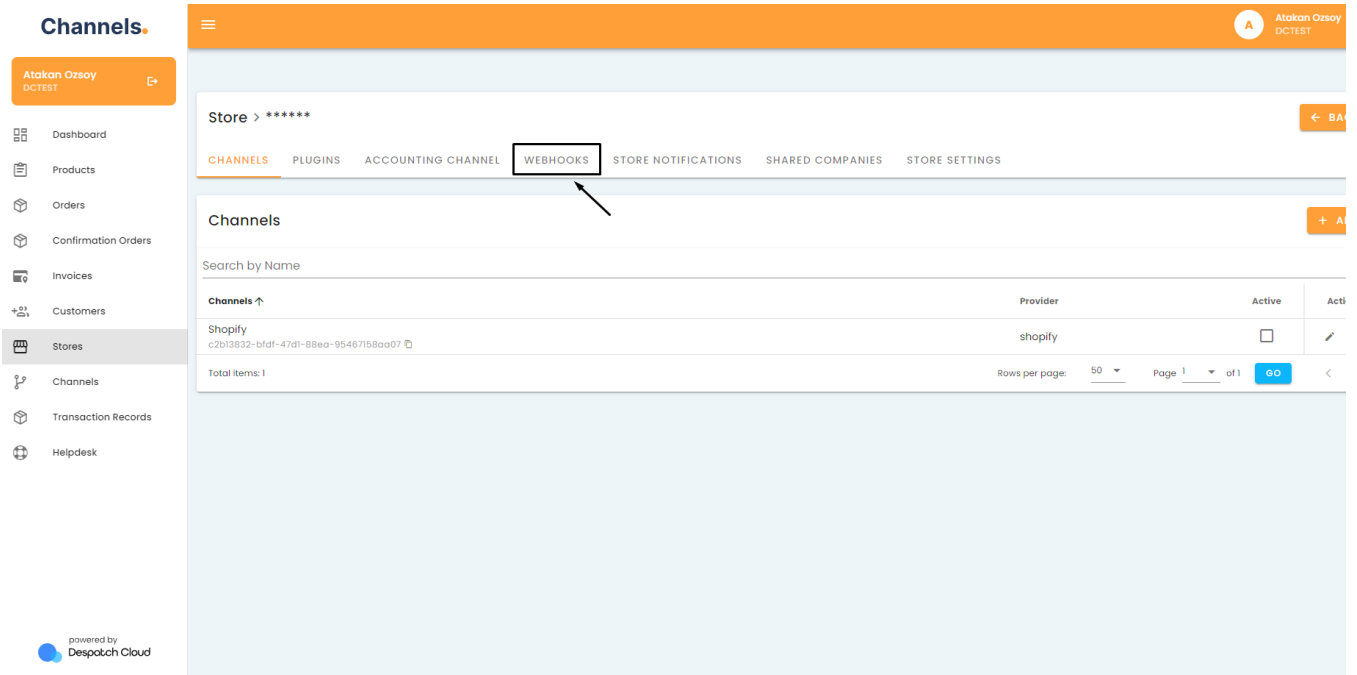 Channels.
Atakan Ozsoy
DCTEST
Dashboard
Products
Orders
Confirmation Orders
Invoices
Customers
Stores
Channels
Transaction Records
Helpdesk
powered by
Despatch Cloud
A
Atakan Ozsoy
DCTEST
Store > ******
← BAC
CHANNELS PLUGINS ACCOUNTING CHANNEL WEBHOOKS STORE NOTIFICATIONS SHARED COMPANIES STORE SETTINGS
Channels
+ A
Search by Name
Channels ↑ Provider Active Acti
Shopify
c2b13832-bfdf-47d1-88ea-95467158aa07
shopify
Total items: 1 Rows per page: 50 Page 1 of 1 GO